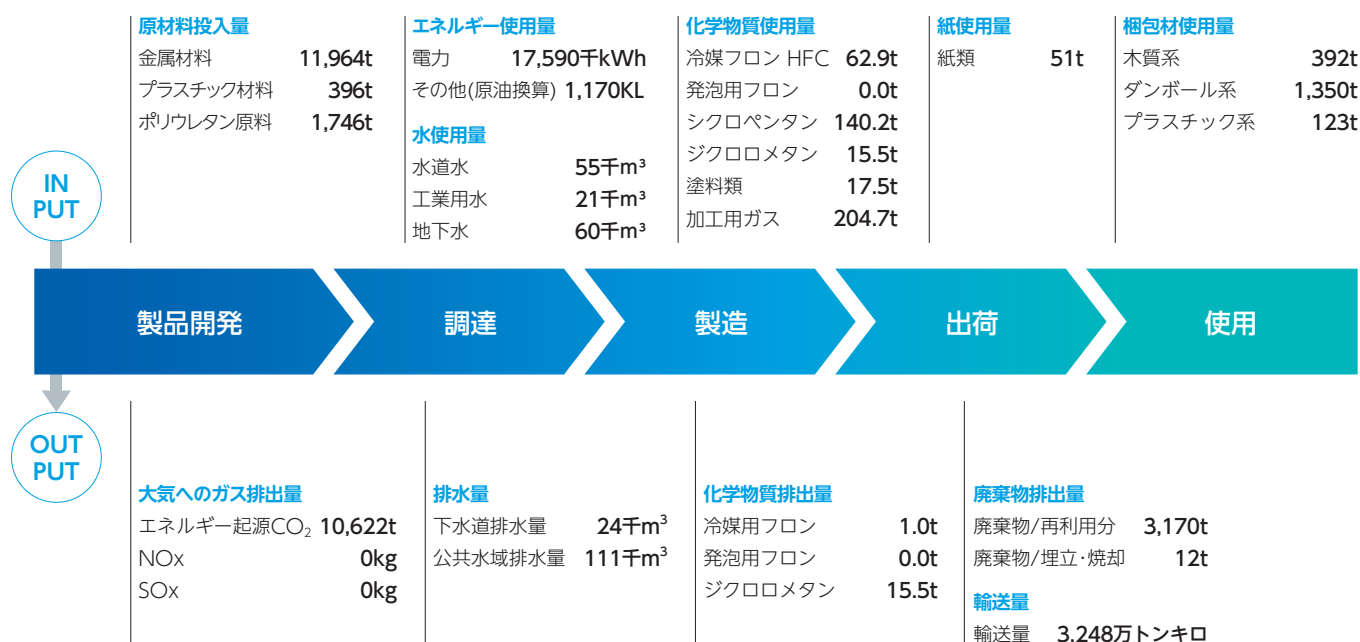 原材料投入量
金属材料 11,964t
プラスチック材料 396t
ポリウレタン原料 1,746t
エネルギー使用量
電力 17,590千kWh
その他(原油換算) 1,170KL
水使用量
水道水 55千m³
工業用水 21千m³
地下水 60千m³
化学物質使用量
冷媒フロン HFC 62.9t
発泡用フロン 0.0t
シクロペンタン 140.2t
ジクロロメタン 15.5t
塗料類 17.5t
加工用ガス 204.7t
紙使用量
紙類 51t
梱包材使用量
木質系 392t
ダンボール系 1,350t
プラスチック系 123t
IN
PUT
製品開発
調達
製造
出荷
使用
OUT
PUT
大気へのガス排出量
エネルギー起源CO₂ 10,622t
NOx 0kg
SOx 0kg
排水量
下水道排水量 24千m³
公共水域排水量 111千m³
化学物質排出量
冷媒用フロン 1.0t
発泡用フロン 0.0t
ジクロロメタン 15.5t
廃棄物排出量
廃棄物/再利用分 3,170t
廃棄物/埋立・焼却 12t
輸送量
輸送量 3,248万トンキロ